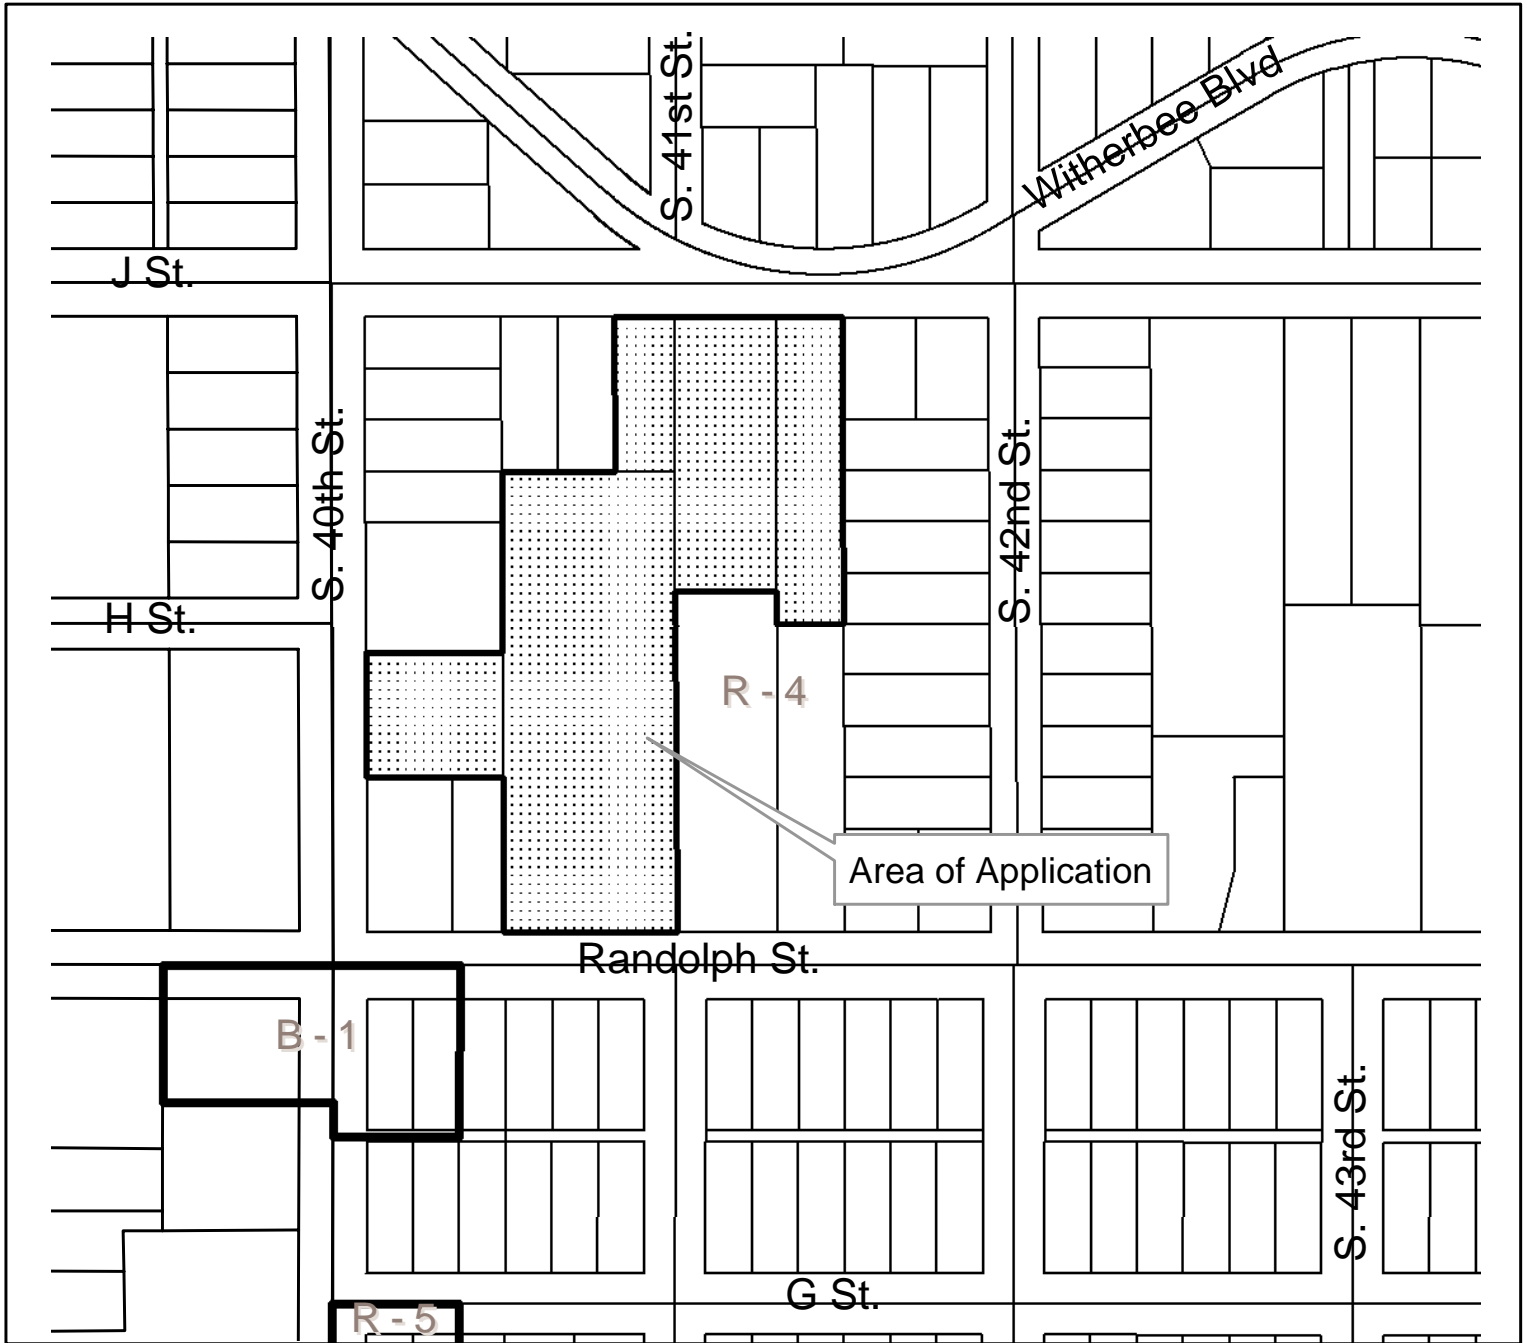 S. 41st St.
Witherbee Blvd
J St.
S. 40th St.
S. 42nd St.
H St.
R - 4
Area of Application
Randolph St.
B - 1
S. 43rd St.
G St.
R - 5